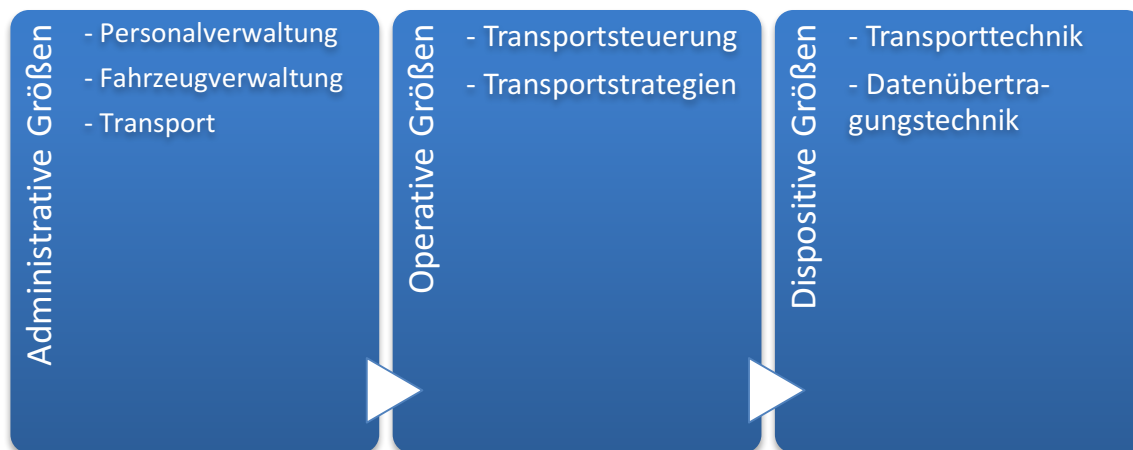 Administrative Größen
- Personalverwaltung
- Fahrzeugverwaltung
- Transport
Operative Größen
- Transportsteuerung
- Transportstrategien
Dispositive Größen
- Transporttechnik
- Datenübertra-
gungstechnik